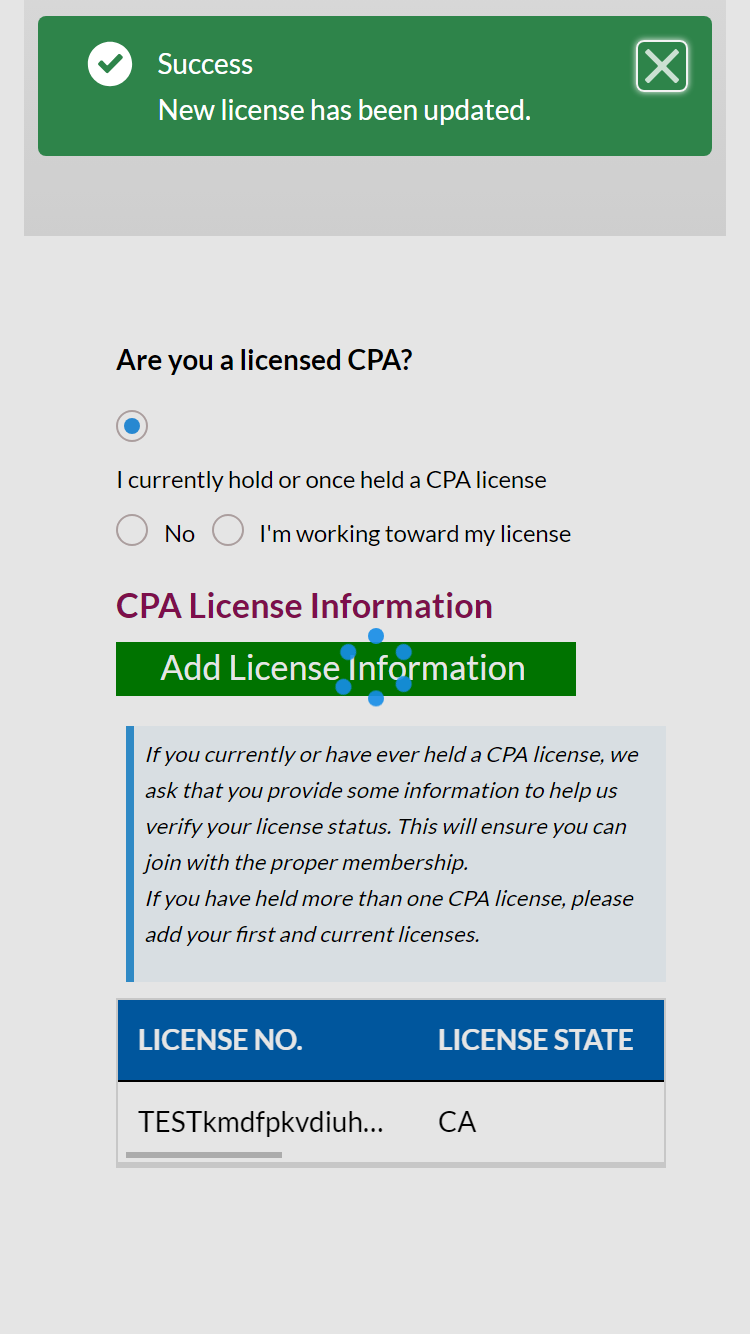 Success
New license has been updated.
Are you a licensed CPA?
I currently hold or once held a CPA license
No I'm working toward my license
CPA License Information
Add License Information
If you currently or have ever held a CPA license, we
ask that you provide some information to help us
verify your license status. This will ensure you can
join with the proper membership.
If you have held more than one CPA license, please
add your first and current licenses.
LICENSE NO. LICENSE STATE
TESTkmdfpkvdiuh... CA